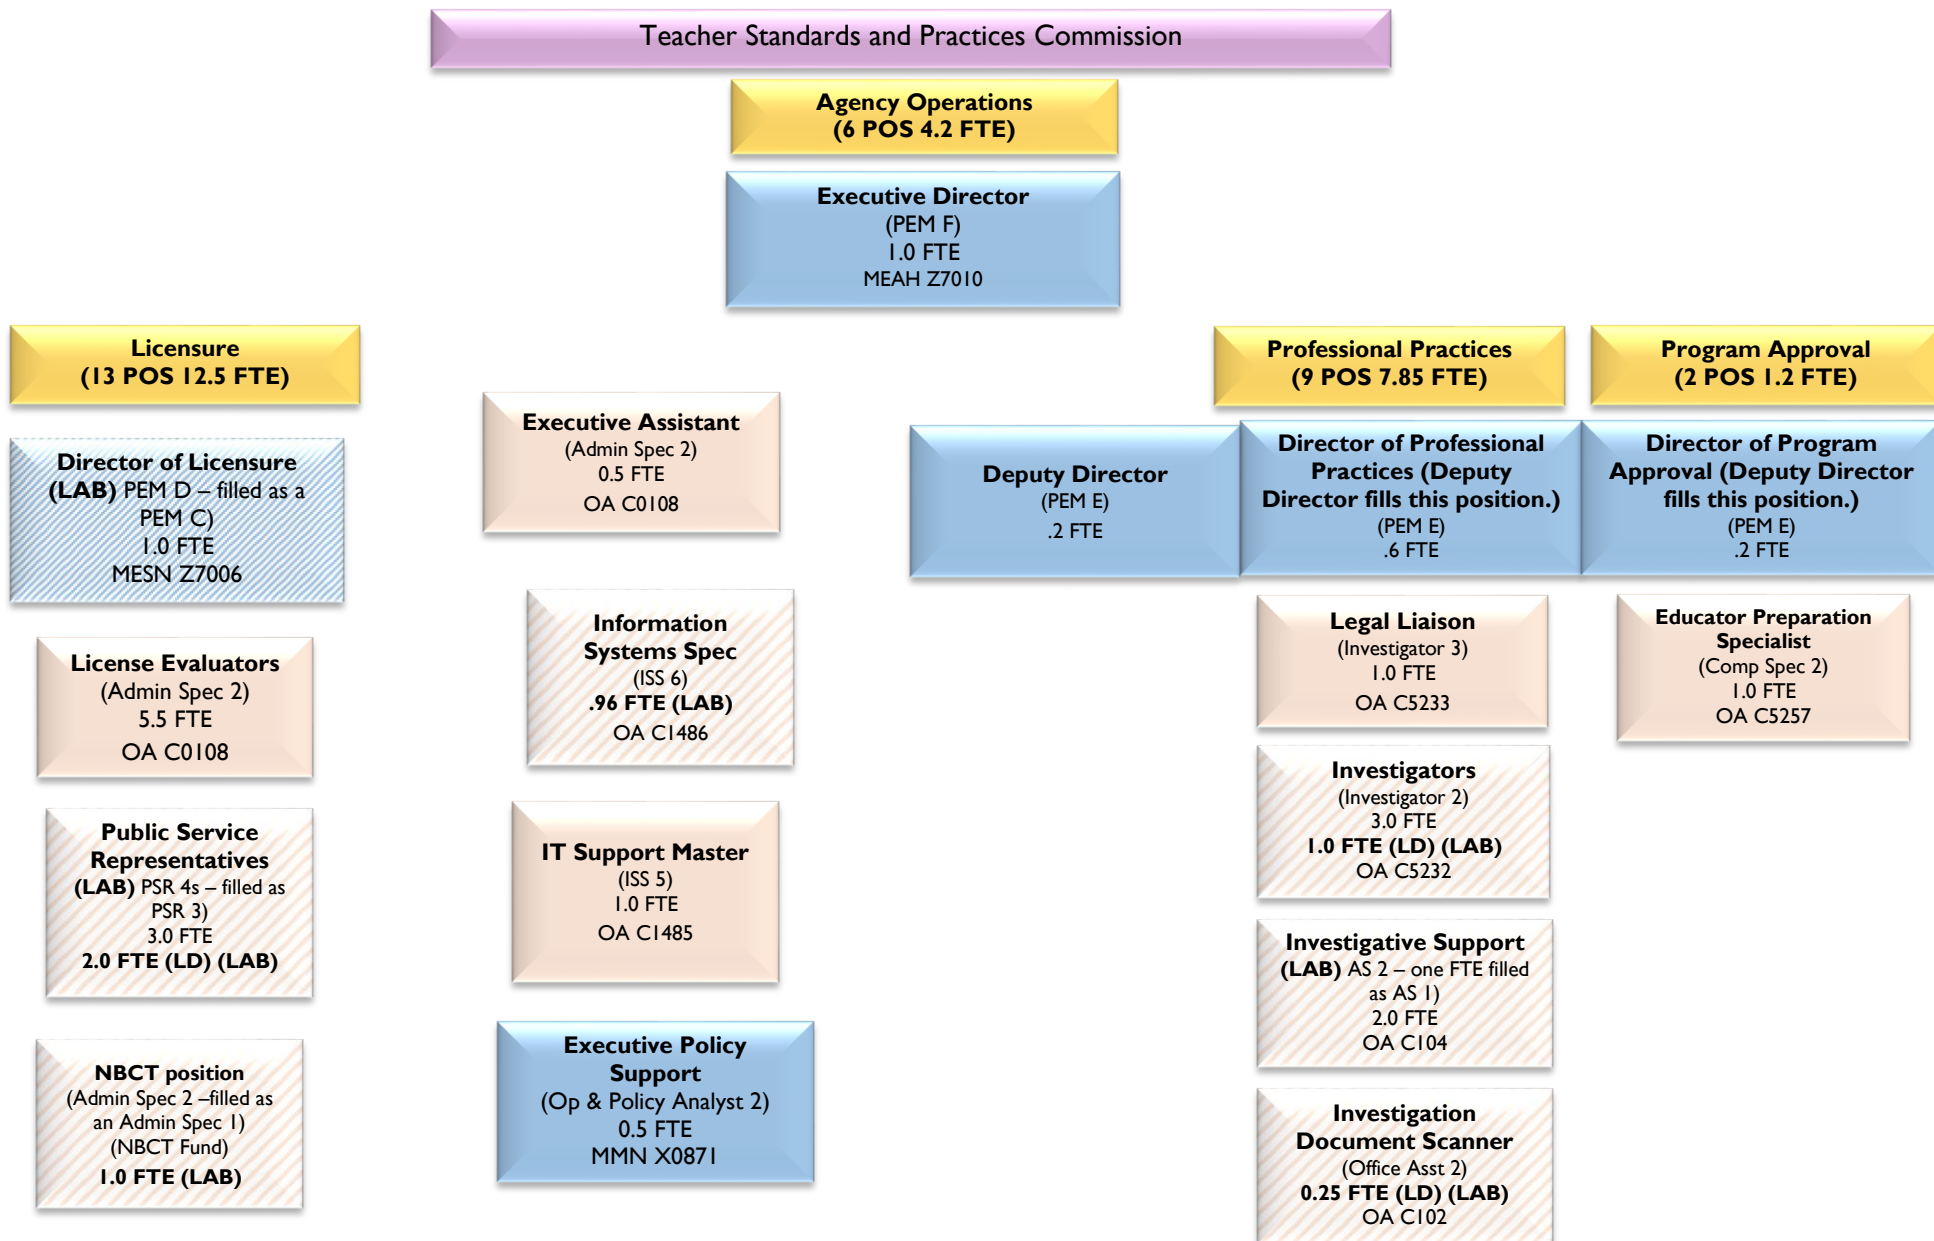 Teacher Standards and Practices Commission
Agency Operations
(6 POS 4.2 FTE)
Executive Director
(PEM F)
1.0 FTE
MEAH Z7010
Licensure
(13 POS 12.5 FTE)
Director of Licensure
(LAB) PEM D – filled as a
PEM C)
1.0 FTE
MESN Z7006
License Evaluators
(Admin Spec 2)
5.5 FTE
OA C0108
Public Service
Representatives
(LAB) PSR 4s – filled as
PSR 3)
3.0 FTE
2.0 FTE (LD) (LAB)
NBCT position
(Admin Spec 2 –filled as
an Admin Spec 1)
(NBCT Fund)
1.0 FTE (LAB)
Executive Assistant
(Admin Spec 2)
0.5 FTE
OA C0108
Information
Systems Spec
(ISS 6)
.96 FTE (LAB)
OA C1486
IT Support Master
(ISS 5)
1.0 FTE
OA C1485
Executive Policy
Support
(Op & Policy Analyst 2)
0.5 FTE
MMN X0871
Deputy Director
(PEM E)
.2 FTE
Professional Practices
(9 POS 7.85 FTE)
Director of Professional
Practices (Deputy
Director fills this position.)
(PEM E)
.6 FTE
Legal Liaison
(Investigator 3)
1.0 FTE
OA C5233
Investigators
(Investigator 2)
3.0 FTE
1.0 FTE (LD) (LAB)
OA C5232
Investigative Support
(LAB) AS 2 – one FTE filled
as AS 1)
2.0 FTE
OA C104
Investigation
Document Scanner
(Office Asst 2)
0.25 FTE (LD) (LAB)
OA C102
Program Approval
(2 POS 1.2 FTE)
Director of Program
Approval (Deputy Director
fills this position.)
(PEM E)
.2 FTE
Educator Preparation
Specialist
(Comp Spec 2)
1.0 FTE
OA C5257